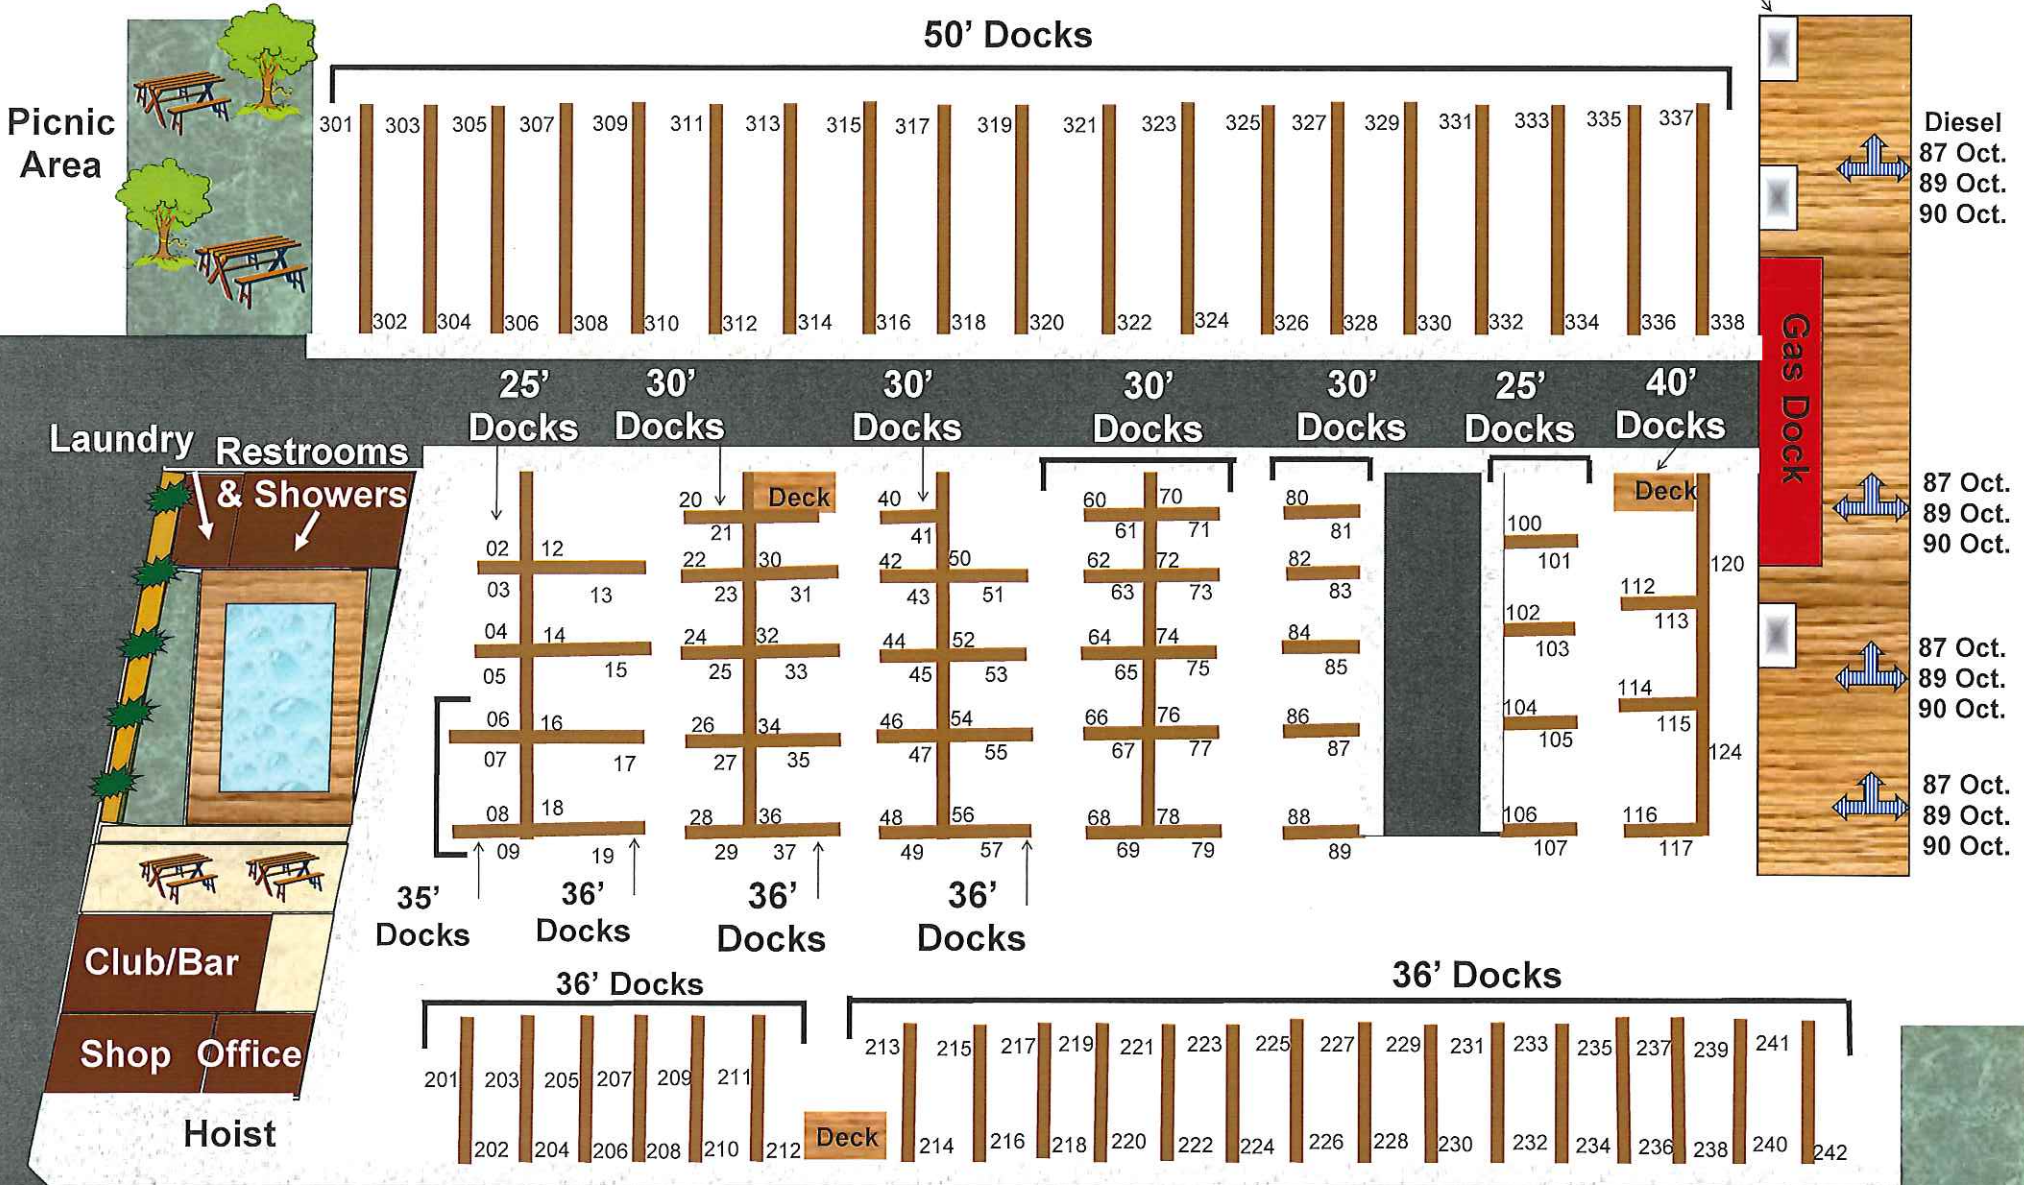 50’ Docks
Picnic
Area
301 303 305 307 309 311 313 315 317 319 321 323 325 327 329 331 333 335 337
302 304 306 308 310 312 314 316 318 320 322 324 326 328 330 332 334 336 338
Diesel
87 Oct.
89 Oct.
90 Oct.
Gas Dock
87 Oct.
89 Oct.
90 Oct.
87 Oct.
89 Oct.
90 Oct.
87 Oct.
89 Oct.
90 Oct.
25’
Docks
30’
Docks
30’
Docks
30’
Docks
30’
Docks
25’
Docks
40’
Docks
Laundry
Restrooms
& Showers
Deck
Deck
02 12
03 13
04 14
05 15
06 16
07 17
08 18
09 19
20
21
22 30
23 31
24 32
25 33
26 34
27 35
28 36
29 37
40
41
42 50
43 51
44 52
45 53
46 54
47 55
48 56
49 57
60 70
61 71
62 72
63 73
64 74
65 75
66 76
67 77
68 78
69 79
80
81
82
83
84
85
86
87
88
89
100
101
102
103
104
105
106
107
120
112
113
114
115
124
116
117
35’
Docks
36’
Docks
36’
Docks
36’
Docks
Club/Bar
Shop Office
Hoist
36’ Docks
201 203 205 207 209 211
202 204 206 208 210 212
Deck
36’ Docks
213 215 217 219 221 223 225 227 229 231 233 235 237 239 241
214 216 218 220 222 224 226 228 230 232 234 236 238 240 242